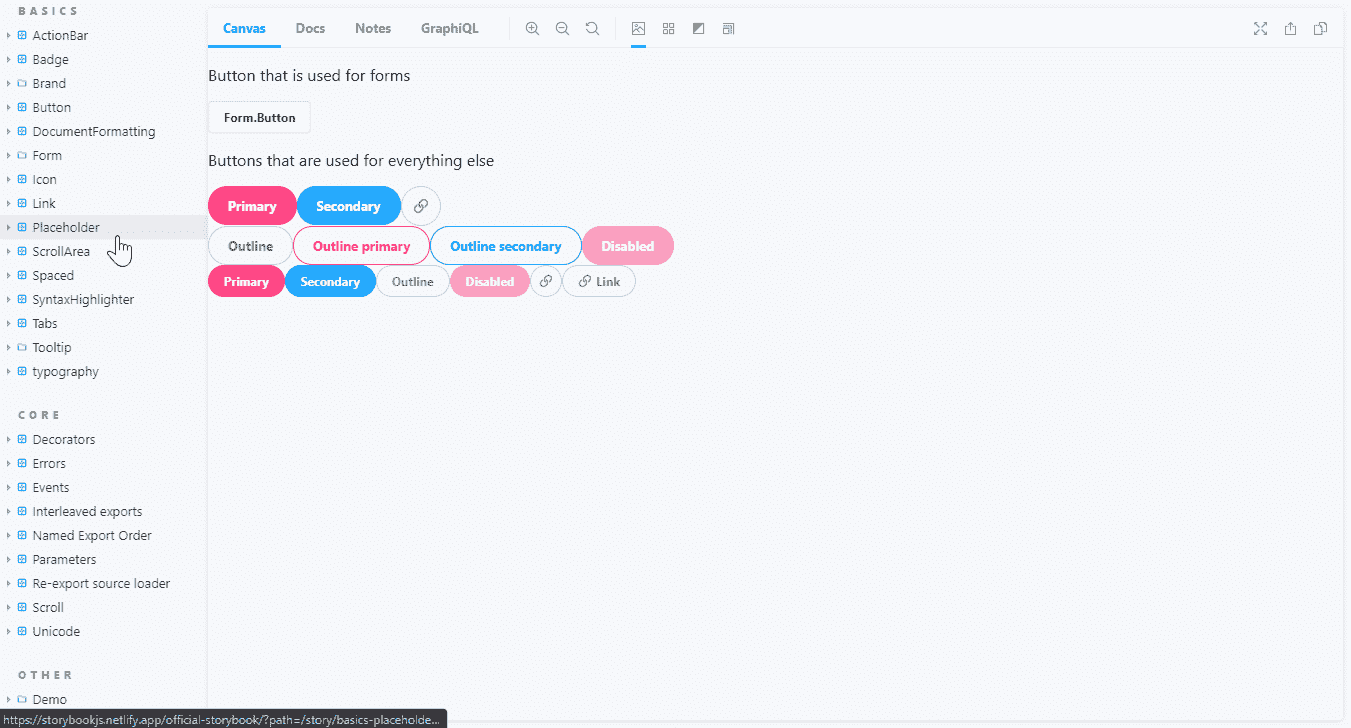 BASICS
ActionBar
Badge
Brand
Button
DocumentFormatting
Form
Icon
Link
Placeholder
ScrollArea
Spaced
SyntaxHighlighter
Tabs
Tooltip
typography
CORE
Decorators
Errors
Events
Interleaved exports
Named Export Order
Parameters
Re-export source loader
Scroll
Unicode
OTHER
Demo
Canvas Docs Notes GraphiQL
Button that is used for forms
Form.Button
Buttons that are used for everything else
Primary Secondary
Outline Outline primary Outline secondary Disabled
Primary Secondary Outline Disabled Link
https://storybookjs.netlify.app/official-storybook/?path=/story/basics-placeholde...